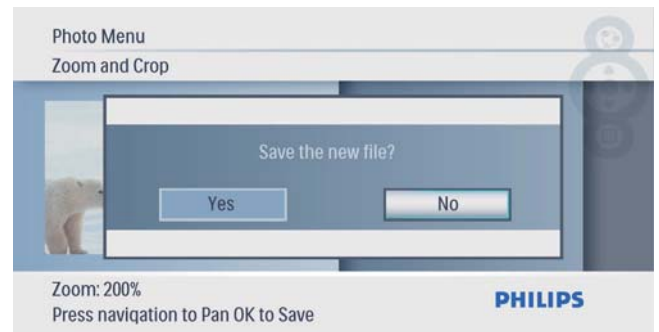 Photo Menu
Zoom and Crop
Save the new file?
Yes No
Zoom: 200%
Press navigation to Pan OK to Save
PHILIPS